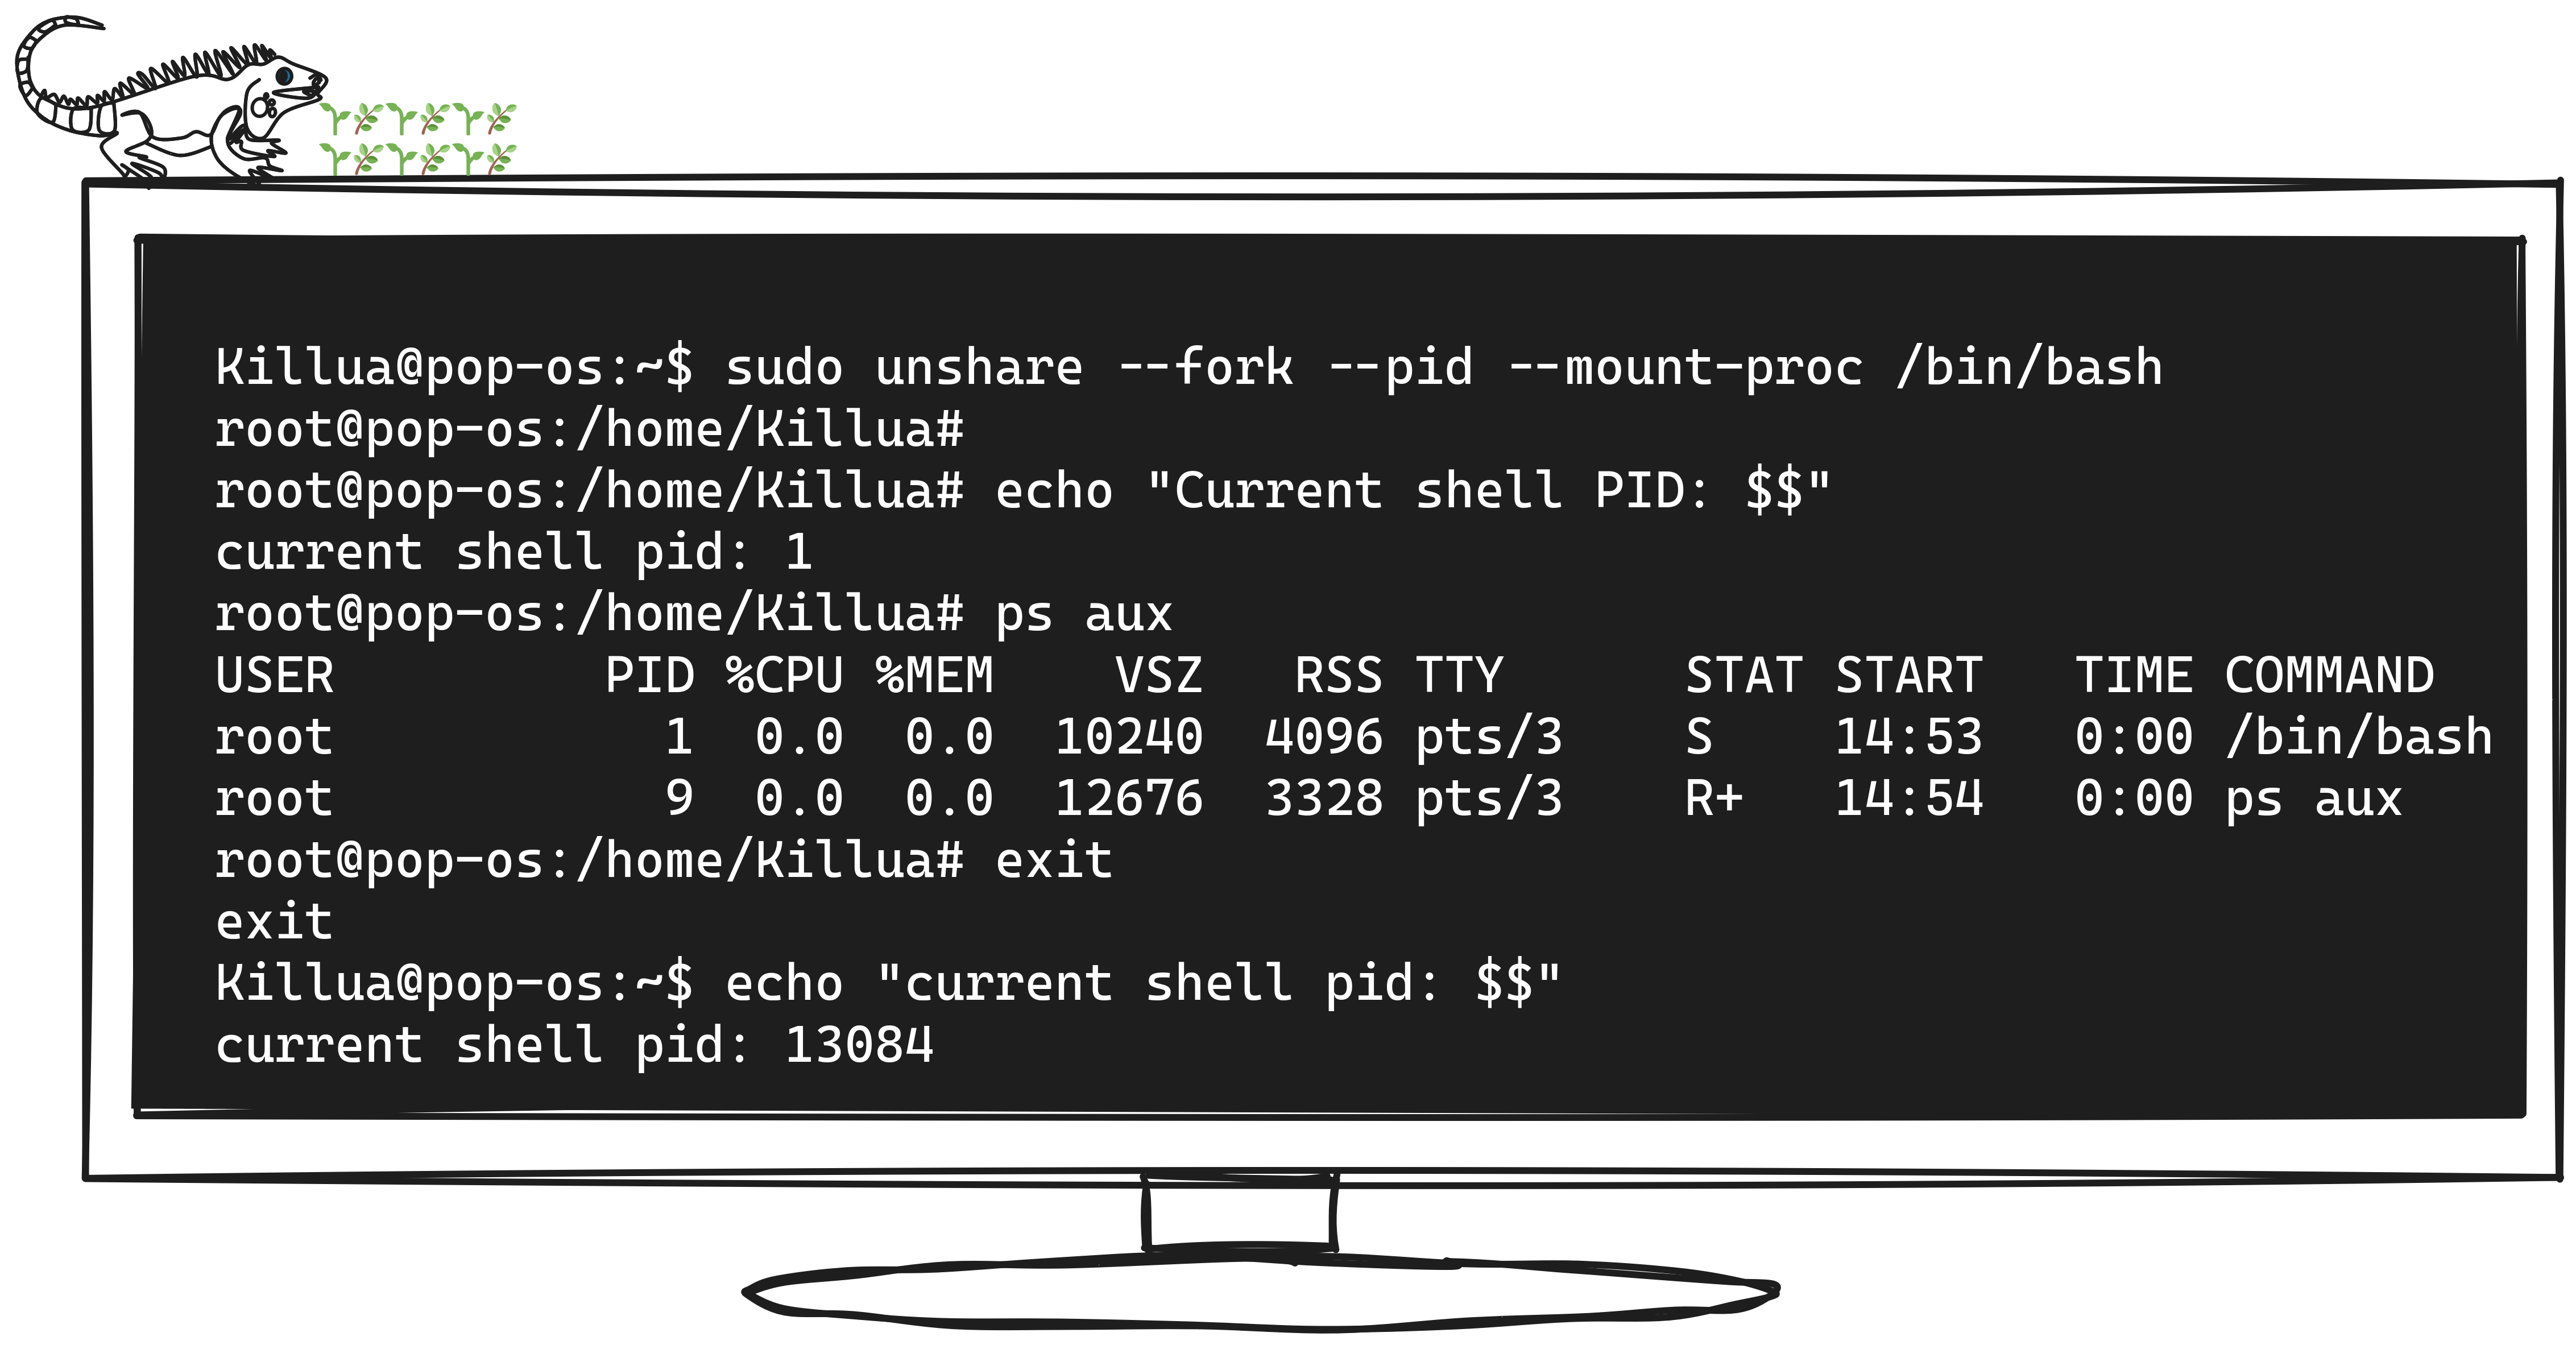 Killua@pop-os:~$ sudo unshare --fork --pid --mount-proc /bin/bash
root@pop-os:/home/Killua#
root@pop-os:/home/Killua# echo "Current shell PID: $$"
current shell pid: 1
root@pop-os:/home/Killua# ps aux
USER         PID %CPU %MEM    VSZ   RSS TTY      STAT START   TIME COMMAND
root           1  0.0  0.0  10240  4096 pts/3    S    14:53   0:00 /bin/bash
root           9  0.0  0.0  12676  3328 pts/3    R+   14:54   0:00 ps aux
root@pop-os:/home/Killua# exit
exit
Killua@pop-os:~$ echo "current shell pid: $$"
current shell pid: 13084